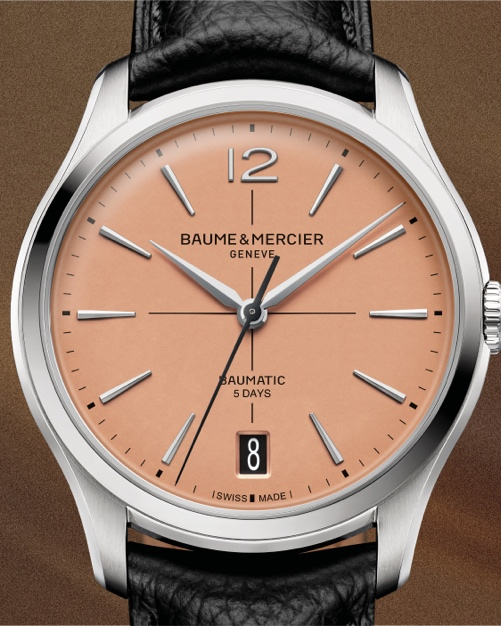 12
BAUME & MERCIER
GENEVE
BAUMATIC
5 DAYS
8
SWISS MADE